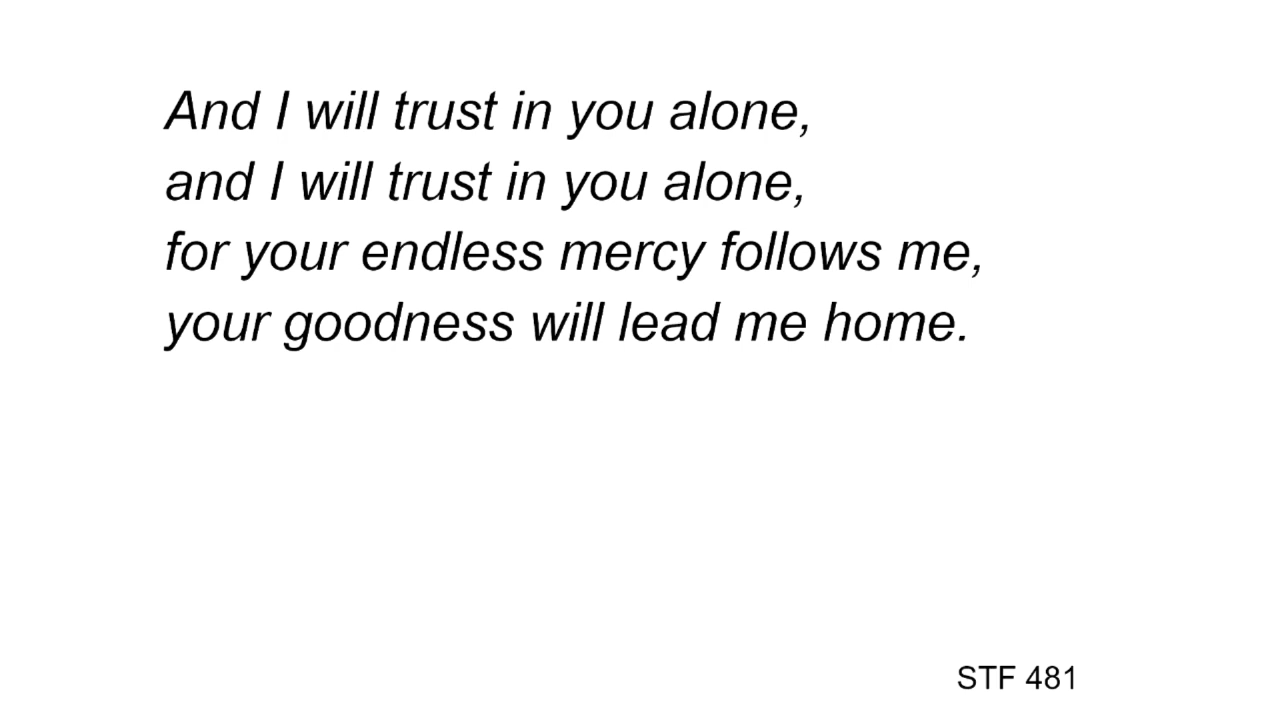 And I will trust in you alone,
and I will trust in you alone,
for your endless mercy follows me,
your goodness will lead me home.
STF 481